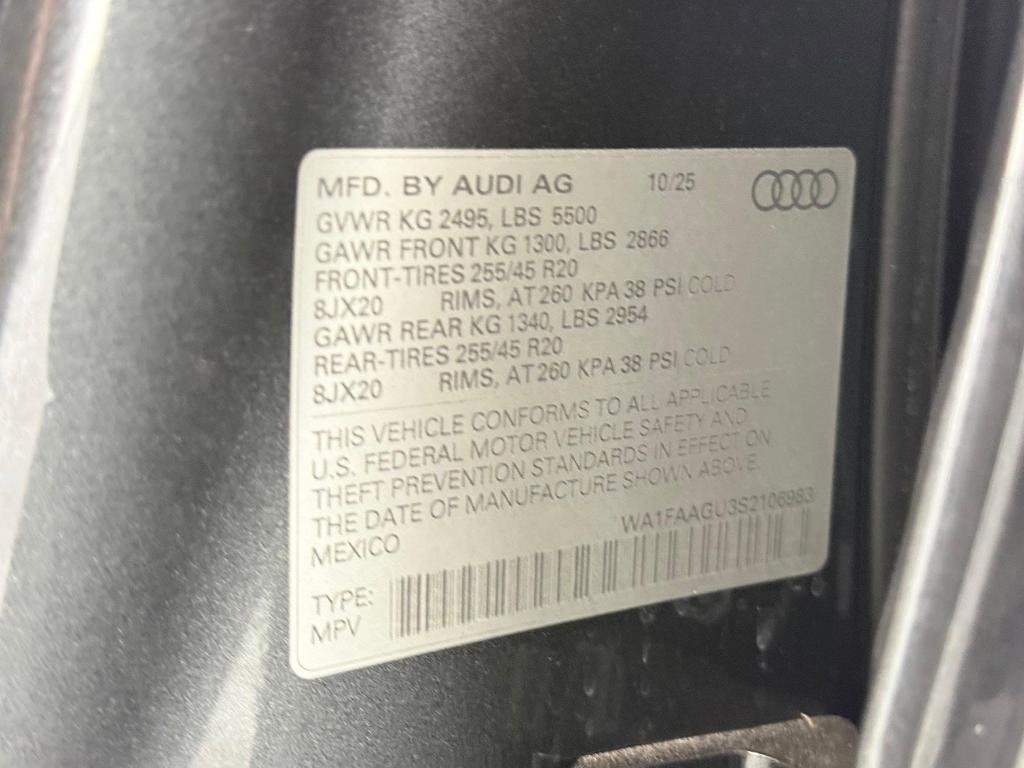 MFD. BY AUDI AG 10/25
GVWR KG 2495, LBS 5500
GAWR FRONT KG 1300, LBS 2866
FRONT-TIRES 255/45 R20
8JX20 RIMS, AT 260 KPA 38 PSI COLD
GAWR REAR KG 1340, LBS 2954
REAR-TIRES 255/45 R20
8JX20 RIMS, AT 260 KPA 38 PSI COLD
THIS VEHICLE CONFORMS TO ALL APPLICABLE
U.S. FEDERAL MOTOR VEHICLE SAFETY AND
THEFT PREVENTION STANDARDS IN EFFECT ON
THE DATE OF MANUFACTURE SHOWN ABOVE.
MEXICO WA1FAAGU3S2106983
TYPE:
MPV